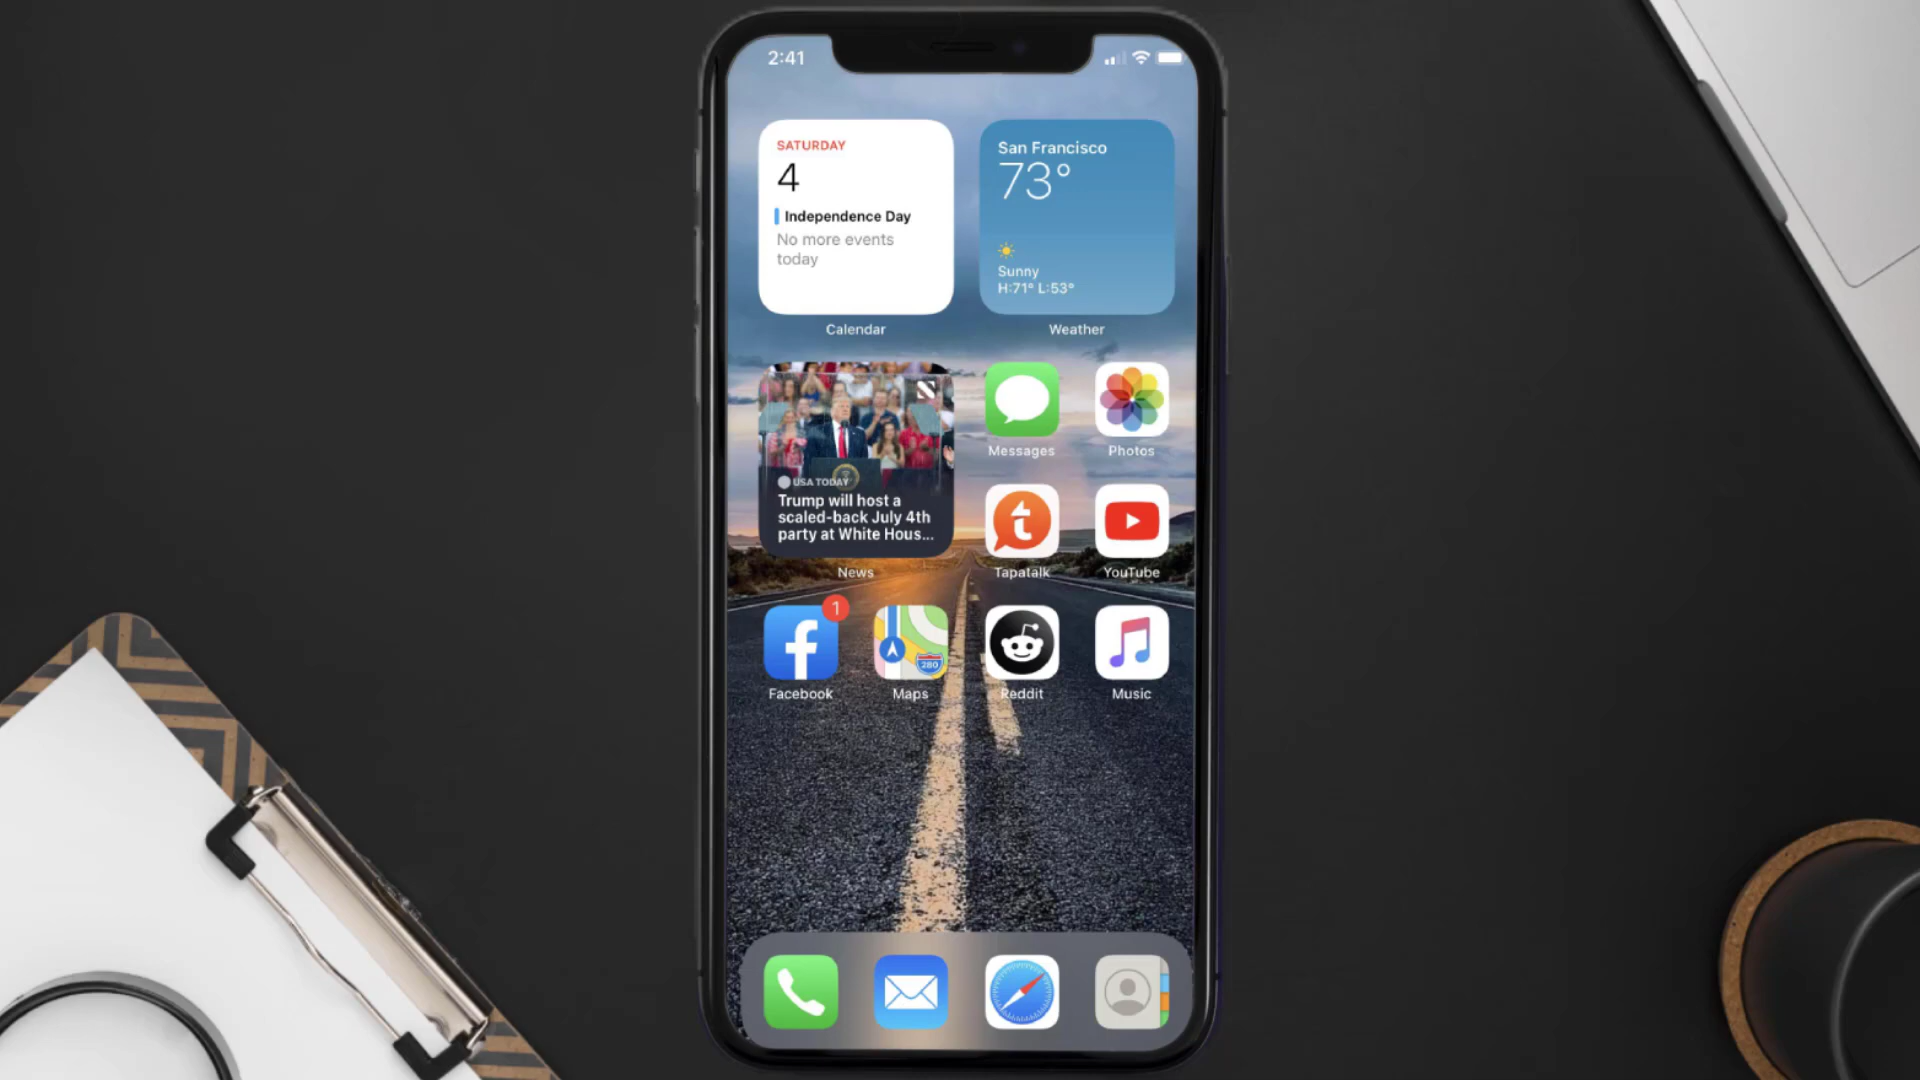 2:41
SATURDAY
4
Independence Day
No more events
today
Calendar
San Francisco
73°
Sunny
H:71° L:53°
Weather
USA TODAY
Trump will host a
scaled-back July 4th
party at White Hous...
News
Messages
Photos
t
Tapatalk
YouTube
f
1
Facebook
280
Maps
Reddit
Music